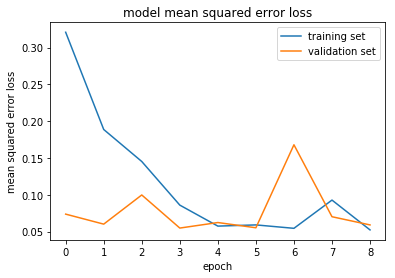 model mean squared error loss
training set
validation set
mean squared error loss
0.30
0.25
0.20
0.15
0.10
0.05
0 1 2 3 4 5 6 7 8
epoch